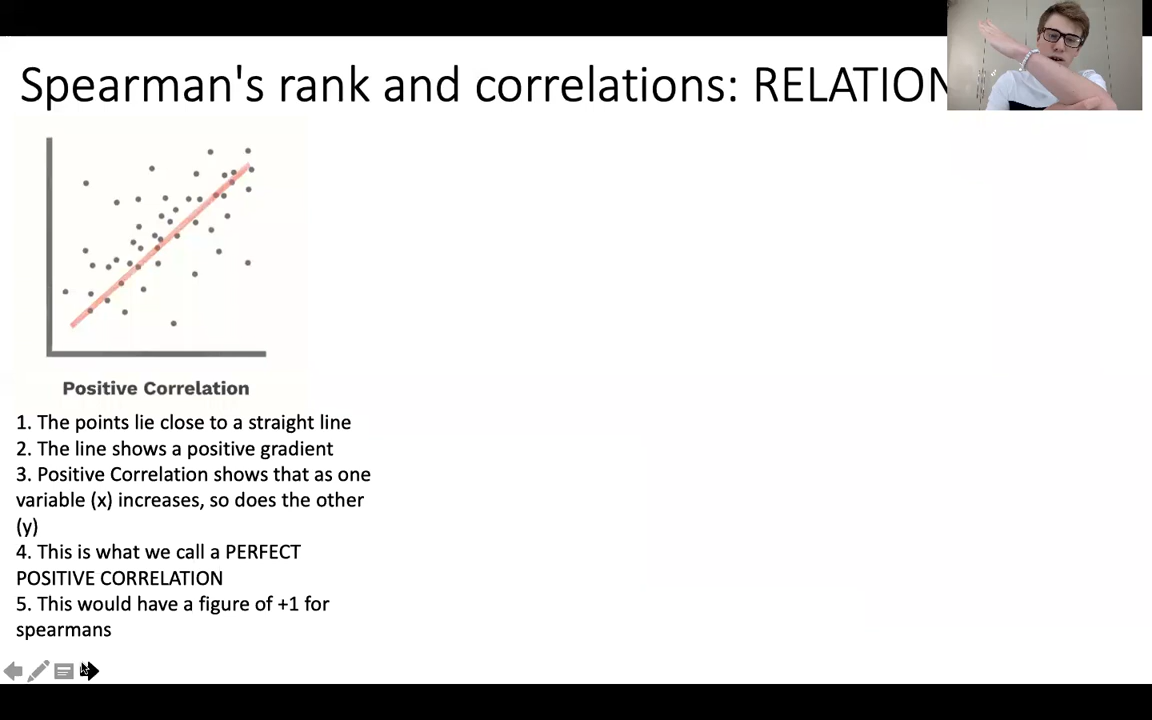 Spearman's rank and correlations: RELATION
Positive Correlation
1. The points lie close to a straight line
2. The line shows a positive gradient
3. Positive Correlation shows that as one
variable (x) increases, so does the other
(y)
4. This is what we call a PERFECT
POSITIVE CORRELATION
5. This would have a figure of +1 for
spearmans